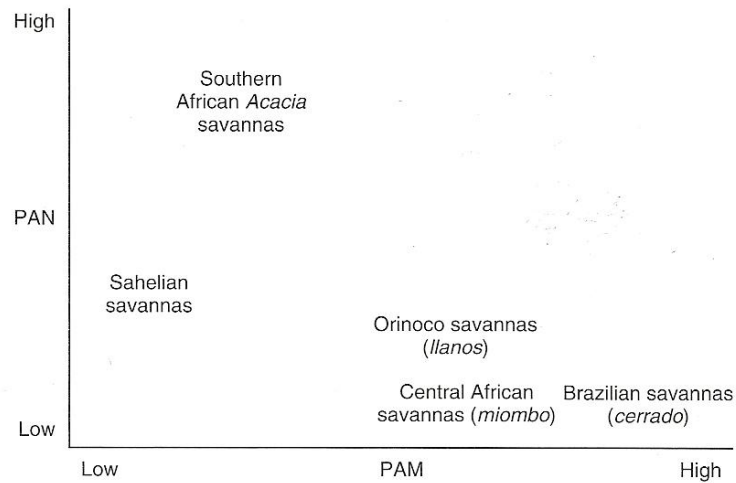 High
Southern
African Acacia
savannas
PAN
Sahelian
savannas
Orinoco savannas
(llanos)
Central African
savannas (miombo)
Brazilian savannas
(cerrado)
Low
Low
PAM
High